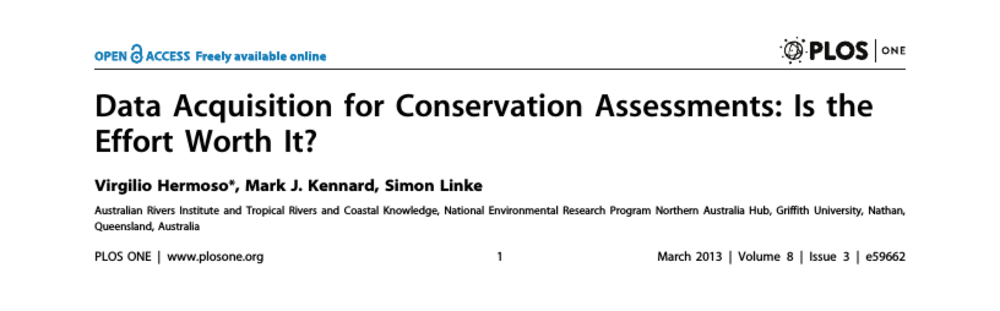 OPEN ACCESS Freely available online
PLOS ONE
Data Acquisition for Conservation Assessments: Is the
Effort Worth It?
Virgilio Hermoso*, Mark J. Kennard, Simon Linke
Australian Rivers Institute and Tropical Rivers and Coastal Knowledge, National Environmental Research Program Northern Australia Hub, Griffith University, Nathan,
Queensland, Australia
PLOS ONE | www.plosone.org 1 March 2013 | Volume 8 | Issue 3 | e59662